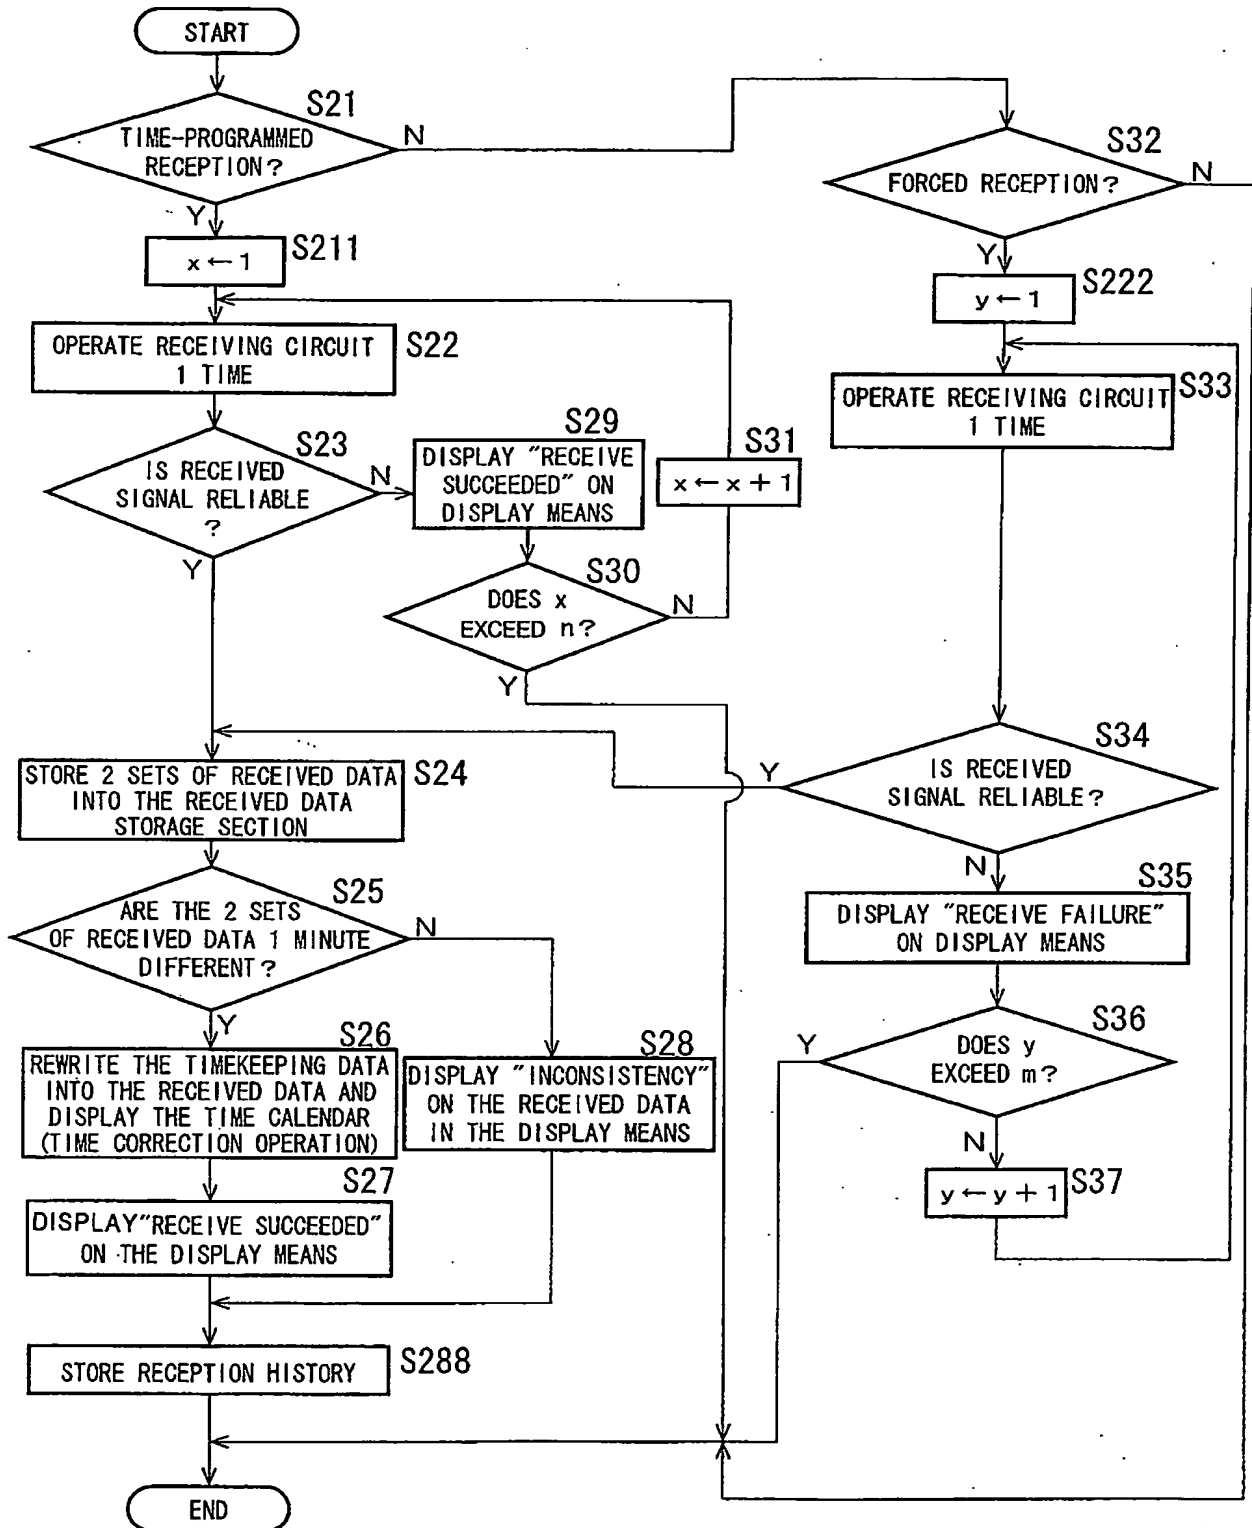 START
S21
TIME-PROGRAMMED
RECEPTION?
N
Y
S211
x ← 1
S22
OPERATE RECEIVING CIRCUIT
1 TIME
S23
IS RECEIVED
SIGNAL RELIABLE
?
N
Y
S29
DISPLAY "RECEIVE
SUCCEEDED" ON
DISPLAY MEANS
S31
x ← x + 1
S30
DOES x
EXCEED n?
N
Y
S32
FORCED RECEPTION?
N
Y
S222
y ← 1
S33
OPERATE RECEIVING CIRCUIT
1 TIME
S34
IS RECEIVED
SIGNAL RELIABLE?
Y
N
S35
DISPLAY "RECEIVE FAILURE"
ON DISPLAY MEANS
S36
DOES y
EXCEED m?
Y
N
S37
y ← y + 1
S24
STORE 2 SETS OF RECEIVED DATA
INTO THE RECEIVED DATA
STORAGE SECTION
S25
ARE THE 2 SETS
OF RECEIVED DATA 1 MINUTE
DIFFERENT?
N
Y
S26
REWRITE THE TIMEKEEPING DATA
INTO THE RECEIVED DATA AND
DISPLAY THE TIME CALENDAR
(TIME CORRECTION OPERATION)
S28
DISPLAY "INCONSISTENCY"
ON THE RECEIVED DATA
IN THE DISPLAY MEANS
S27
DISPLAY"RECEIVE SUCCEEDED"
ON THE DISPLAY MEANS
S288
STORE RECEPTION HISTORY
END